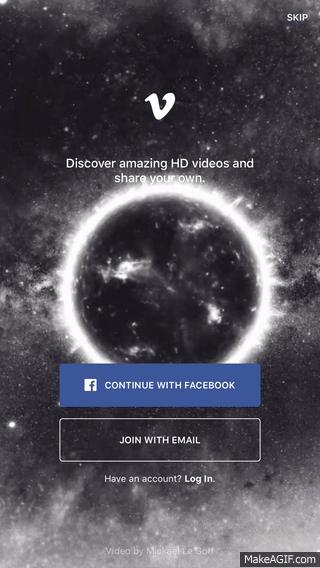 SKIP
v
Discover amazing HD videos and
share your own.
CONTINUE WITH FACEBOOK
JOIN WITH EMAIL
Have an account? Log In.
Video by Mickael Le Goff
MakeAGIF.com